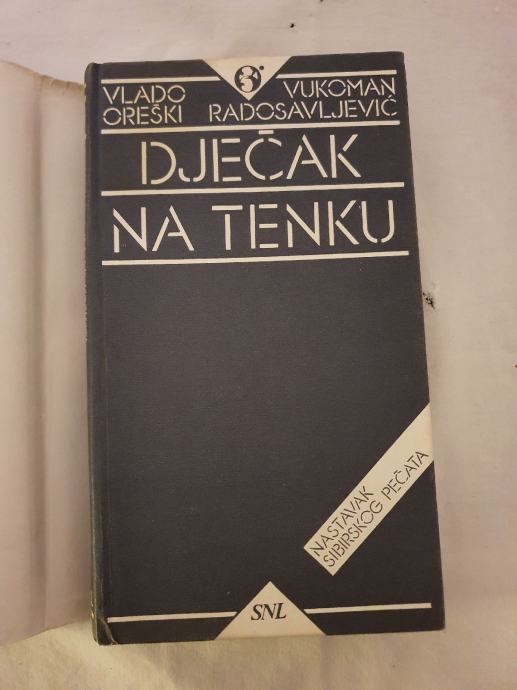 VLADO
OREŠKI
VUKOMAN
RADOSAVLJEVIĆ
DJEČAK
NA TENKU
NASTAVAK
SIBIRSKOG PEČATA
SNL